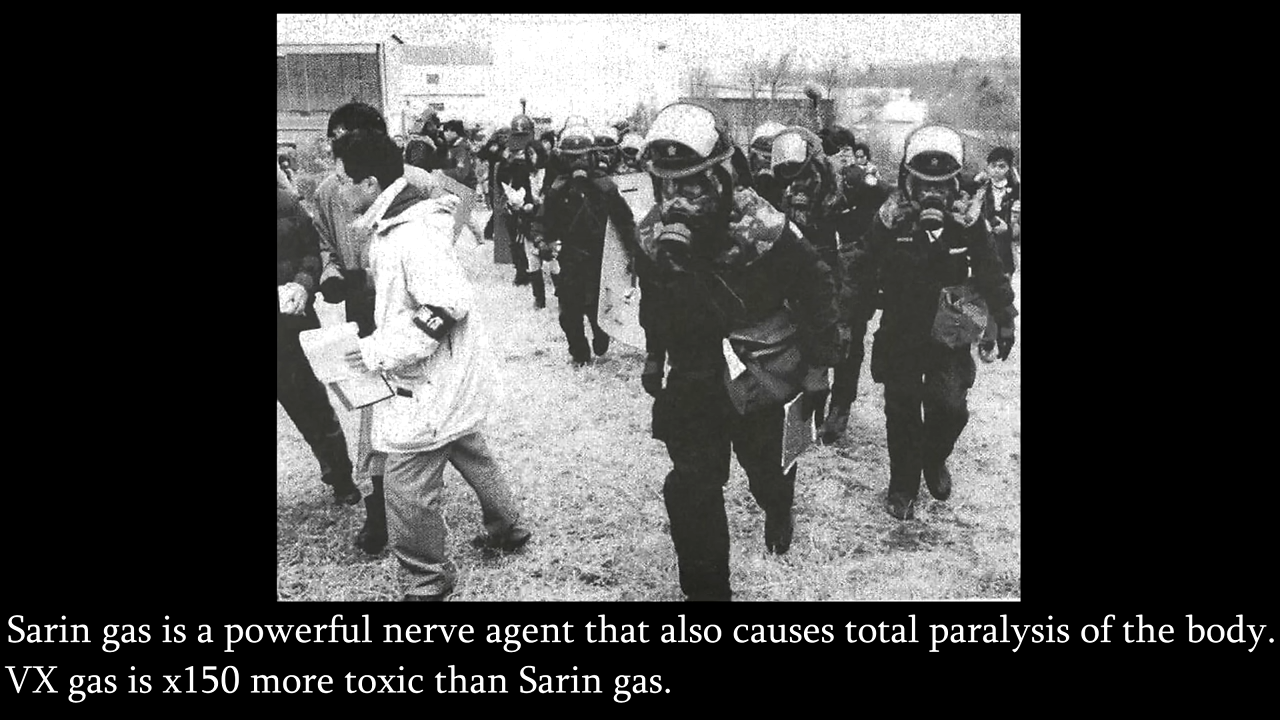 Sarin gas is a powerful nerve agent that also causes total paralysis of the body.
VX gas is x150 more toxic than Sarin gas.